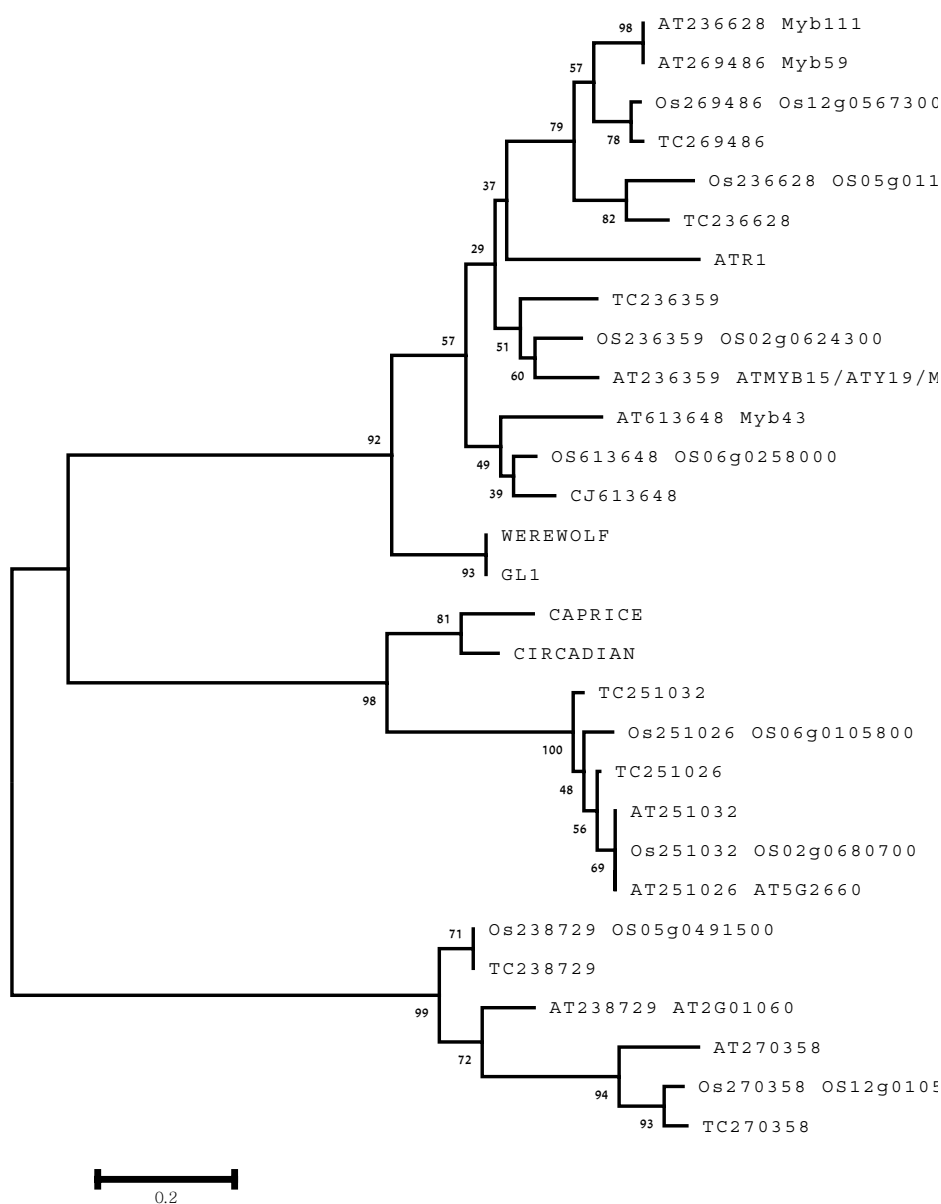 98
AT236628 Myb111
AT269486 Myb59
57
Os269486 Os12g0567300
79
78
TC269486
Os236628 OS05g011
37
82
TC236628
29
ATR1
TC236359
57
51
OS236359 OS02g0624300
60
AT236359 ATMYB15/ATY19/M
AT613648 Myb43
92
49
OS613648 OS06g0258000
39
CJ613648
WEREWOLF
93
GL1
81
CAPRICE
CIRCADIAN
98
TC251032
100
Os251026 OS06g0105800
48
TC251026
56
AT251032
69
Os251032 OS02g0680700
AT251026 AT5G2660
71
Os238729 OS05g0491500
TC238729
99
AT238729 AT2G01060
72
AT270358
94
Os270358 OS12g0105
93
TC270358
0.2